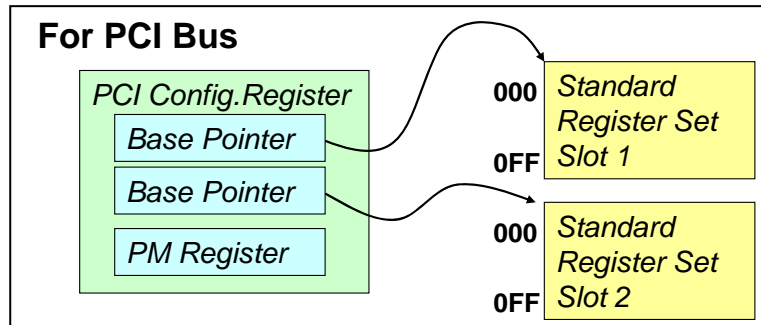 For PCI Bus
PCI Config.Register
Base Pointer
Base Pointer
PM Register
000
0FF
Standard
Register Set
Slot 1
000
0FF
Standard
Register Set
Slot 2